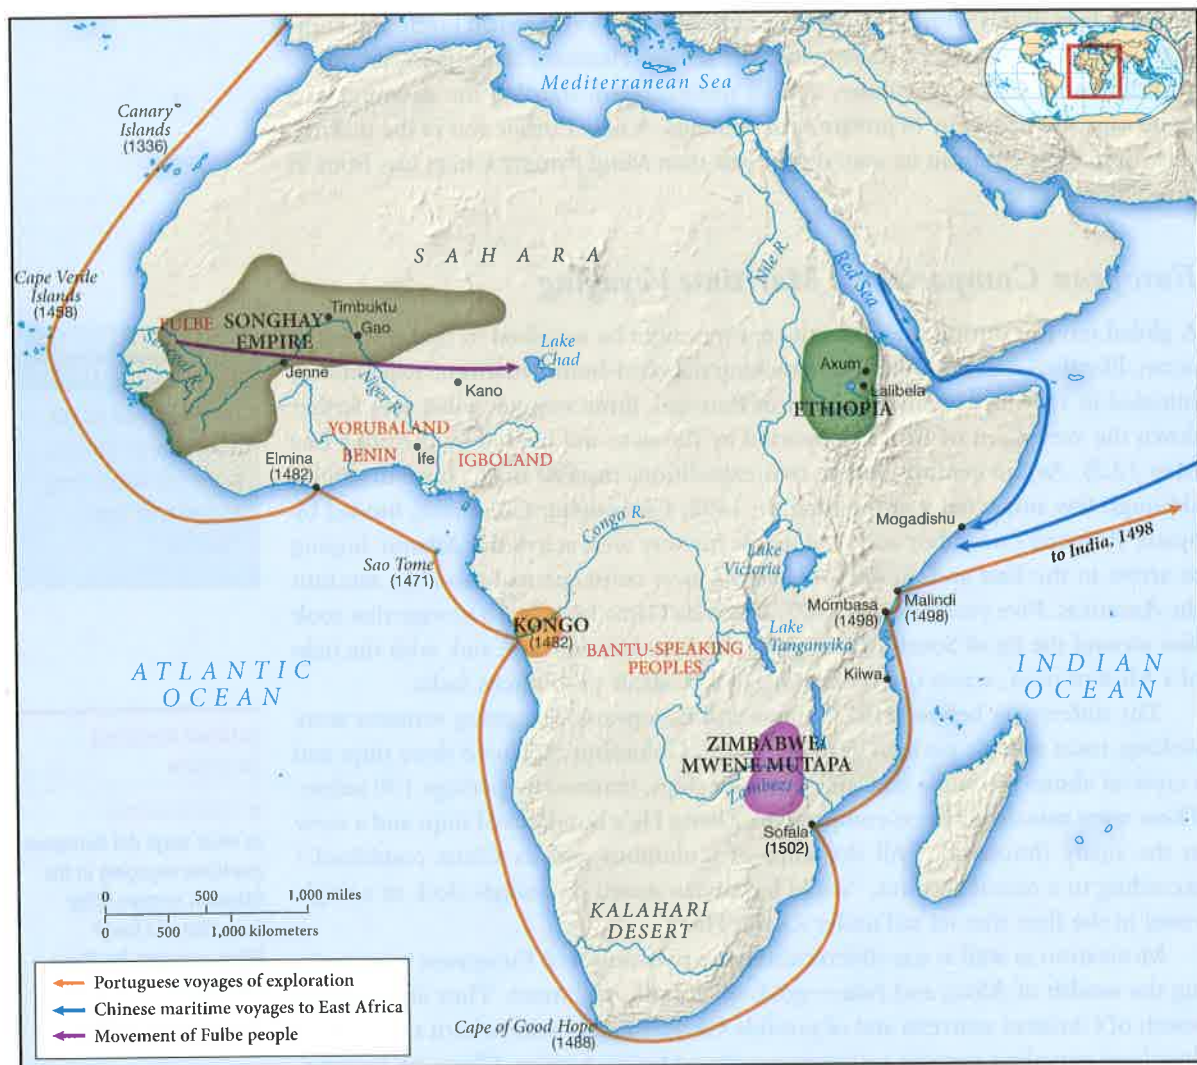 Mediterranean Sea
Canary
Islands
(1336)
S A H A R A
Nile R.
Red Sea
Cape Verde
Islands
(1458)
FULBE
SONGHAY
EMPIRE
Timbuktu
Gao
Senegal R.
Jenne
Niger R.
Lake
Chad
Kano
Axum
Lalibela
ETHIOPIA
YORUBALAND
BENIN
Ife
IGBOLAND
Elmina
(1482)
Mogadishu
Congo R.
to India, 1498
Sao Tome
(1471)
Lake
Victoria
Mombasa
(1498)
Malindi
(1498)
KONGO
(1482)
BANTU-SPEAKING
PEOPLES
Lake
Tanganyika
Kilwa
ATLANTIC
OCEAN
INDIAN
OCEAN
ZIMBABWE/
MWENE MUTAPA
Zambezi
Sofala
(1502)
0 500 1,000 miles
0 500 1,000 kilometers
KALAHARI
DESERT
Portuguese voyages of exploration
Chinese maritime voyages to East Africa
Movement of Fulbe people
Cape of Good Hope
(1488)